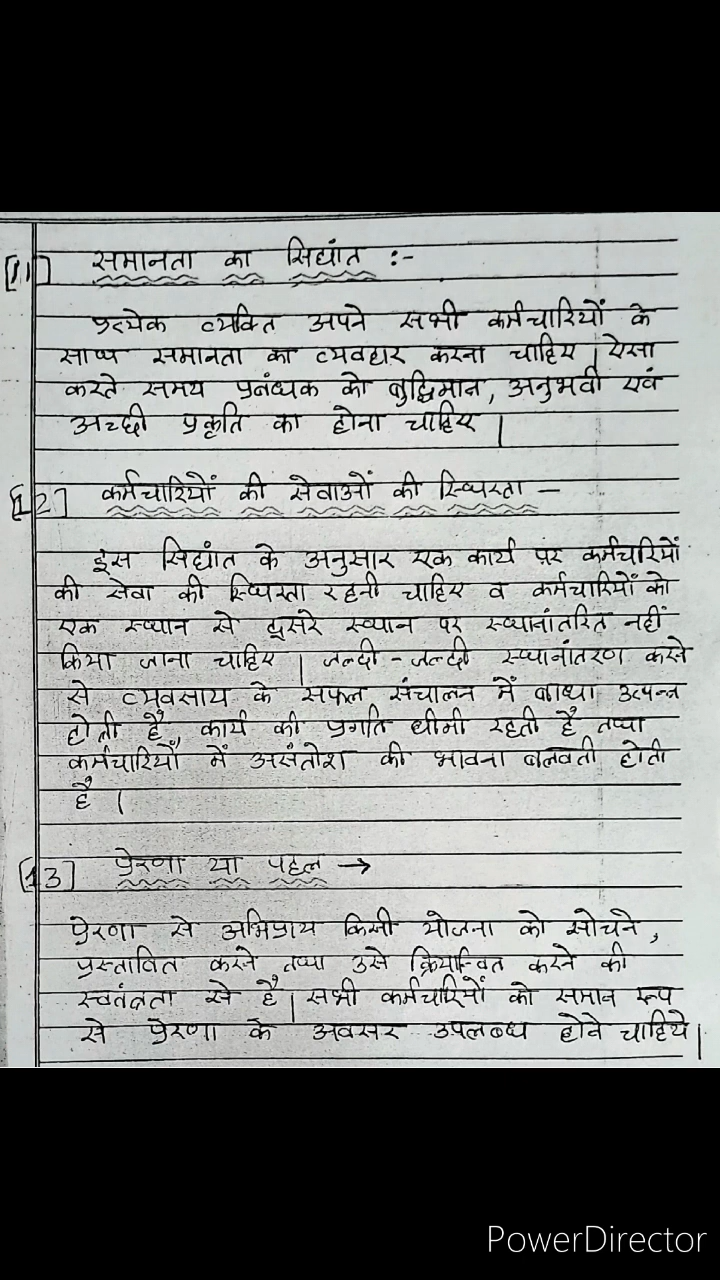 [11] समानता का सिद्यांत :-
प्रत्येक व्यक्ति अपने सभी कर्मचारियों के
साथ समानता का व्यवहार करना चाहिए | ऐसा
करते समय प्रबंधक को बुद्धिमान, अनुभवी एवं
अच्छी प्रकृति का होना चाहिए |
[12] कर्मचारियों की सेवाओं की स्थिरता –
इस सिद्यांत के अनुसार एक कार्य पर कर्मचरियों
की सेवा की स्थिरता रहनी चाहिए व कर्मचारियों को
एक स्थान से दूसरे स्थान पर स्थानांतरित नहीं
किया जाना चाहिए | जल्दी - जल्दी स्थानांतरण करने
से व्यवसाय के सफल संचालन में बाधा उत्पन्न
होती है, कार्य की प्रगति धीमी रहती है तथा
कर्मचारियों में असंतोश की भावना बलवती होती
है |
[13] प्रेरणा या पहल →
प्रेरणा से अभिप्राय किसी योजना को सोचने,
प्रस्तावित करने तथा उसे क्रियान्वित करने की
स्वतंत्रता से है | सभी कर्मचारियों को समान रूप
से प्रेरणा के अवसर उपलब्ध होने चाहिये |
PowerDirector